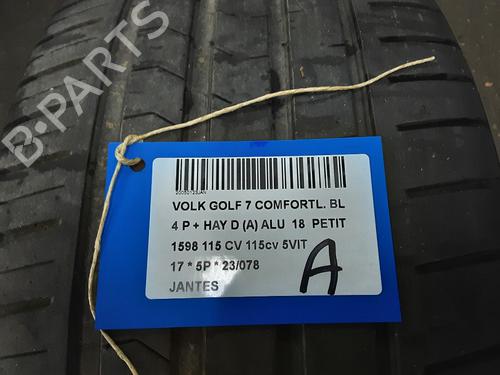 B-PARTS
00050123JAN
VOLK GOLF 7 COMFORTL. BL
4 P + HAY D (A) ALU 18 PETIT
1598 115 CV 115cv 5VIT
17 * 5P * 23/078
JANTES
A